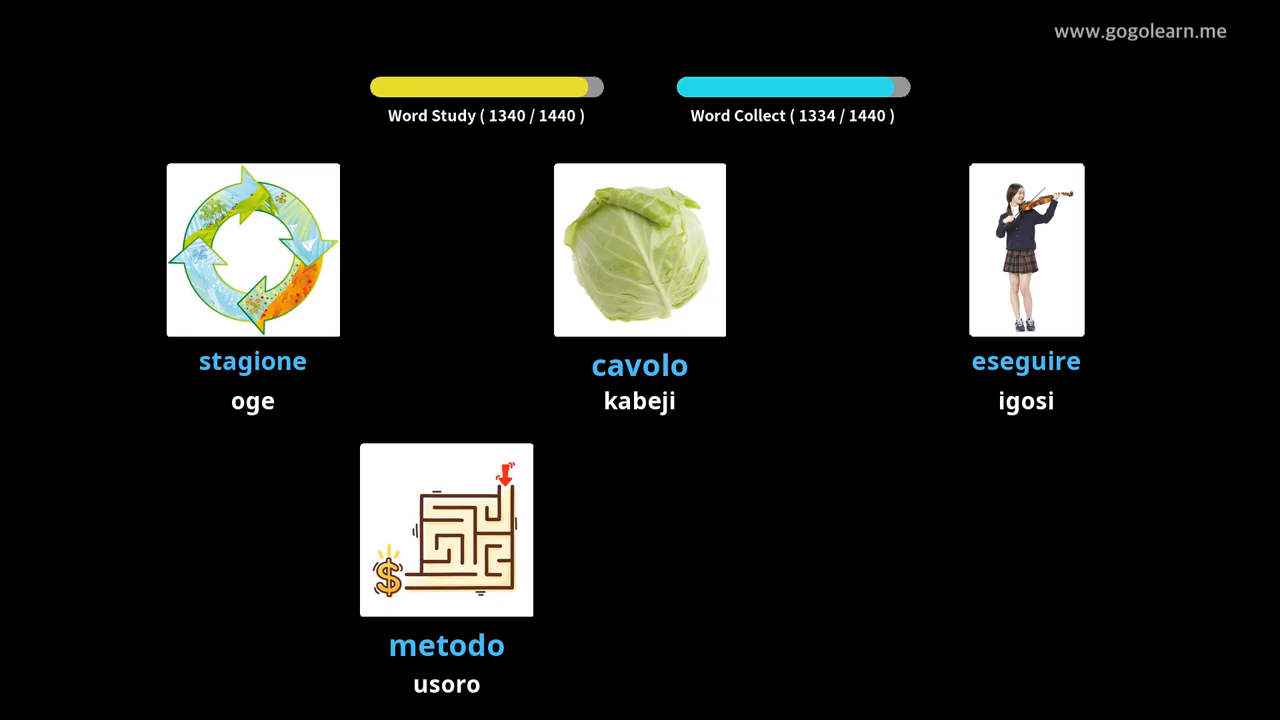 www.gogolearn.me
Word Study ( 1340 / 1440 )
Word Collect ( 1334 / 1440 )
stagione
oge
cavolo
kabeji
eseguire
igosi
metodo
usoro